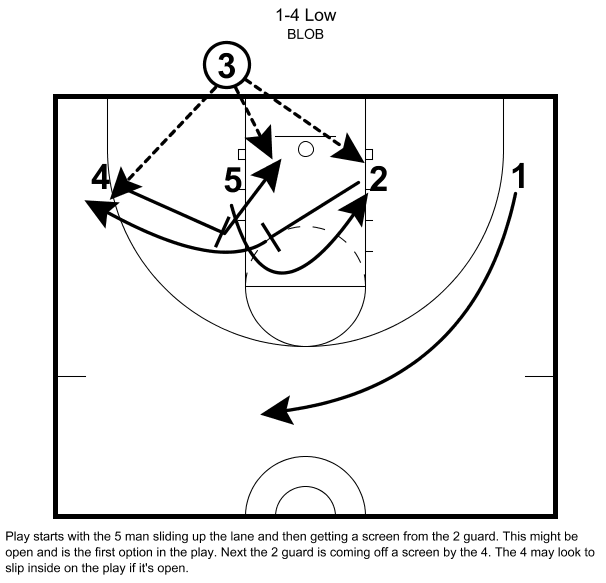 1-4 Low
BLOB
3
4
5
2
1
Play starts with the 5 man sliding up the lane and then getting a screen from the 2 guard. This might be
open and is the first option in the play. Next the 2 guard is coming off a screen by the 4. The 4 may look to
slip inside on the play if it's open.